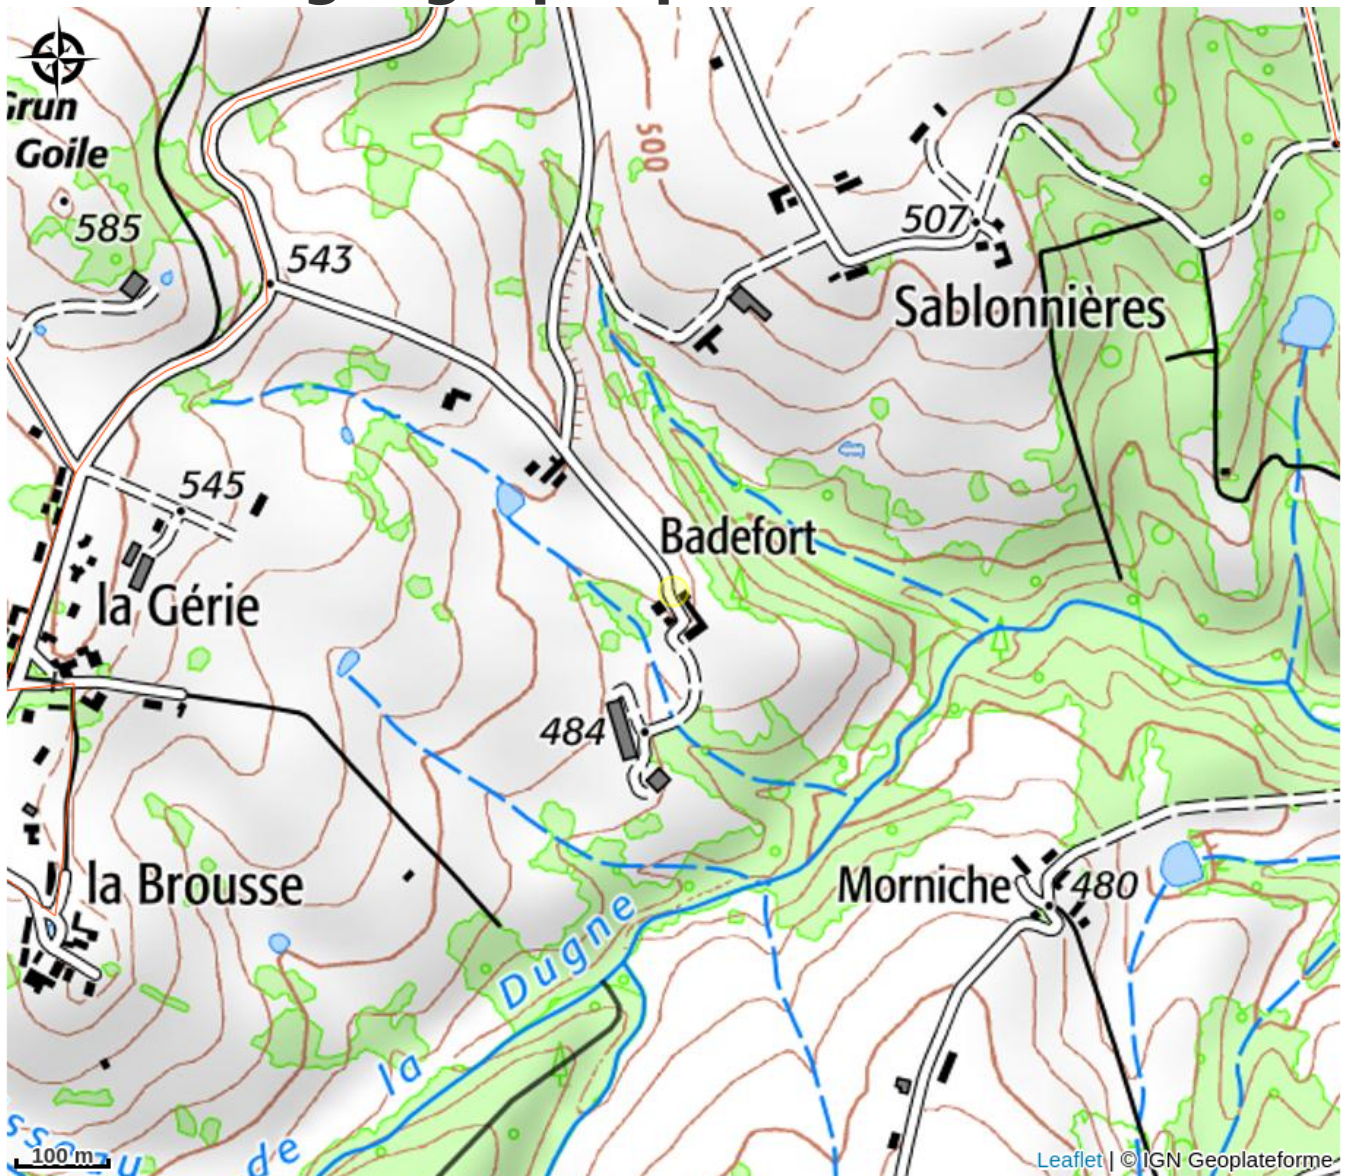 Grun
Goile
585
543
500
507
Sablonnières
545
Badefort
la Gérie
484
la Brousse
Morniche
480
Dugne
la
de
100 m
Leaflet | © IGN Geoplateforme